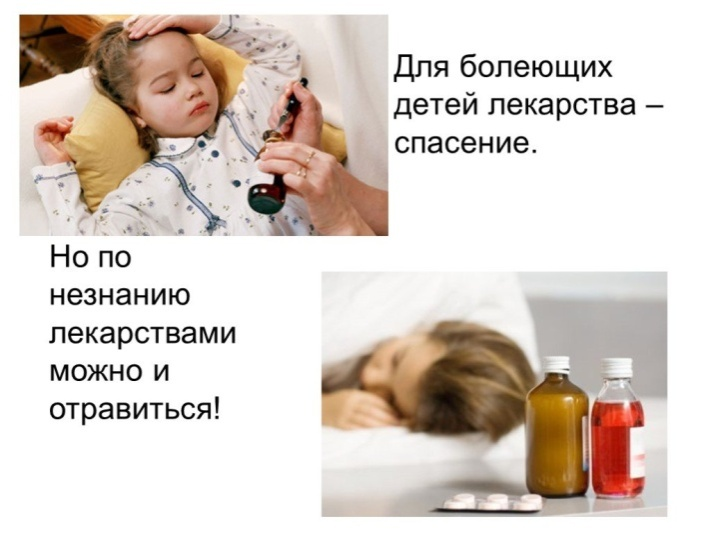 Для болеющих
детей лекарства –
спасение.
Но по
незнанию
лекарствами
можно и
отравиться!